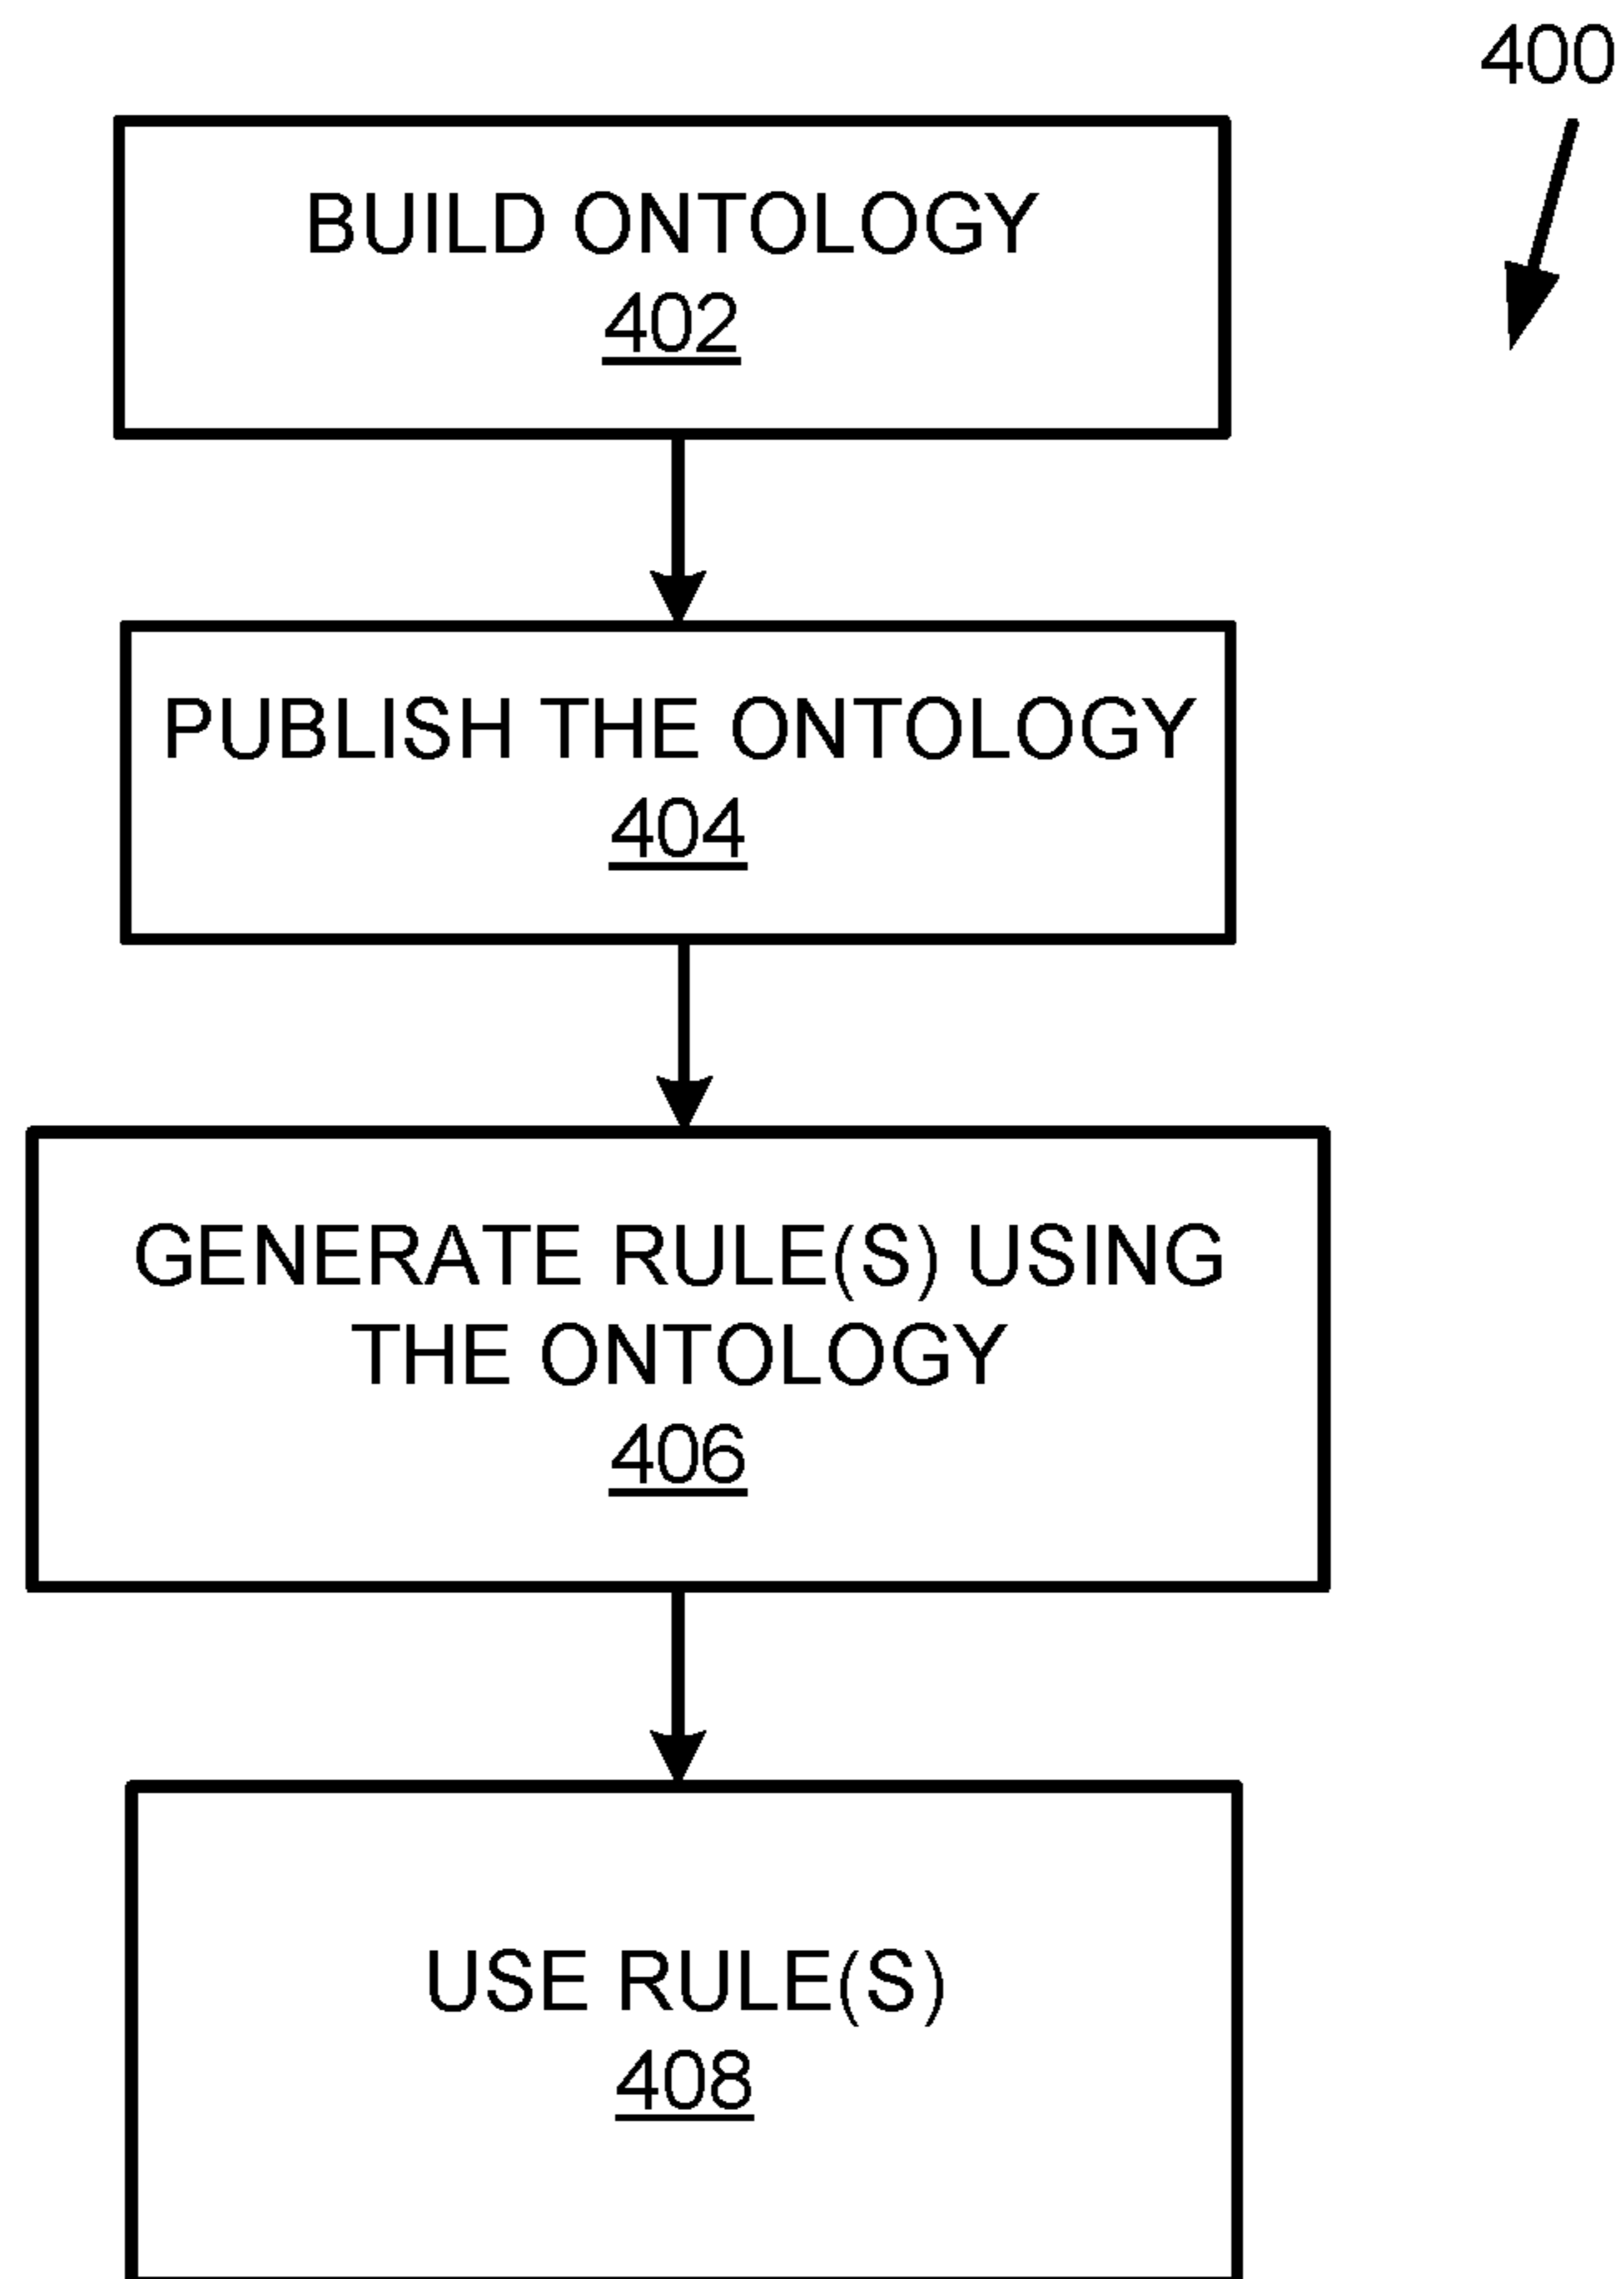 400
BUILD ONTOLOGY
402
PUBLISH THE ONTOLOGY
404
GENERATE RULE(S) USING
THE ONTOLOGY
406
USE RULE(S)
408